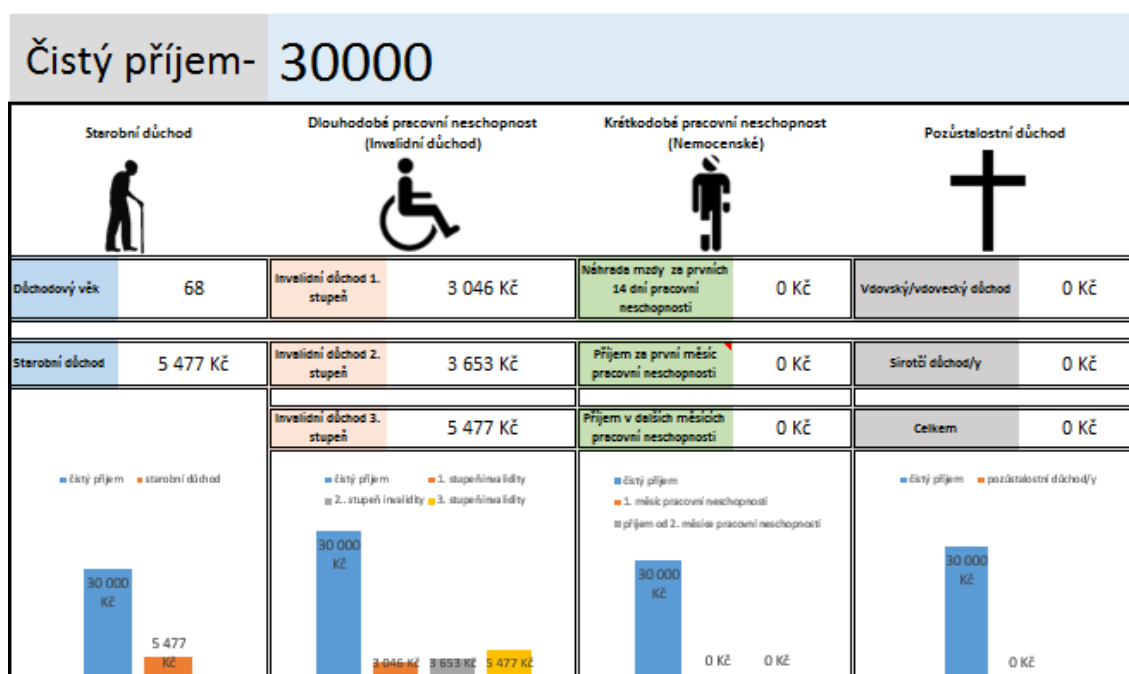 Čistý příjem- 30000
Starobní důchod
Dlouhodobá pracovní neschopnost
(Invalidní důchod)
Krátkodobá pracovní neschopnost
(Nemocenské)
Pozůstalostní důchod
Důchodový věk
68
Invalidní důchod 1.
stupeň
3 046 Kč
Náhrada mzdy za prvních
14 dní pracovní
neschopnosti
0 Kč
Vdovský/vdovecký důchod
0 Kč
Starobní důchod
5 477 Kč
Invalidní důchod 2.
stupeň
3 653 Kč
Příjem za první měsíc
pracovní neschopnosti
0 Kč
Sirotčí důchod/y
0 Kč
Invalidní důchod 3.
stupeň
5 477 Kč
Příjem v dalších měsících
pracovní neschopnosti
0 Kč
Celkem
0 Kč
čistý příjem starobní důchod
30 000
Kč
5 477
Kč
čistý příjem 1. stupeň invalidity
2.. stupeň invalidity 3. stupeň invalidity
30 000
Kč
3 046 Kč 3 653 Kč 5 477 Kč
čistý příjem
1. měsíc pracovní neschopnosti
příjem od 2. měsíce pracovní neschopnosti
30 000
Kč
0 Kč 0 Kč
čistý příjem pozůstalostní důchod/y
30 000
Kč
0 Kč